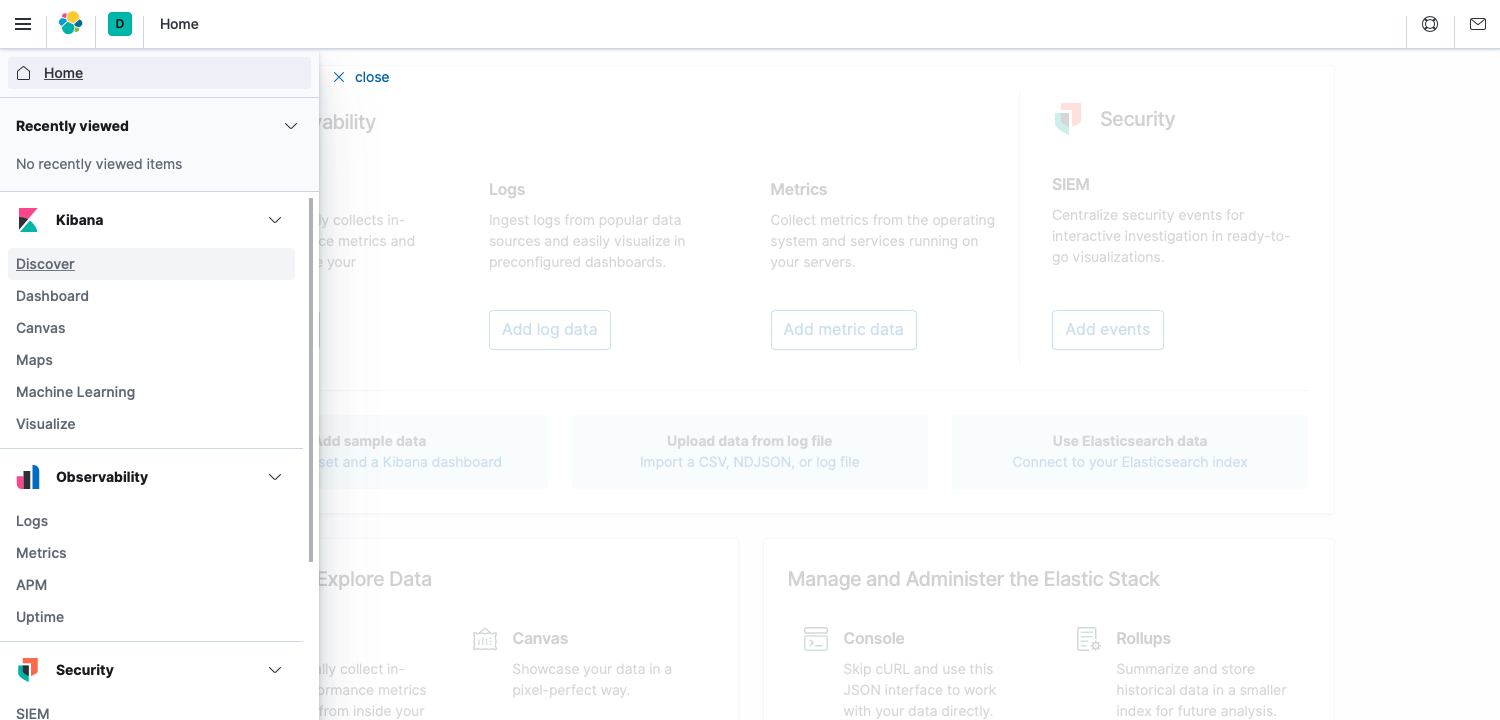 D
Home
Home
close
Recently viewed
No recently viewed items
Kibana
Discover
Dashboard
Canvas
Maps
Machine Learning
Visualize
Observability
Logs
Metrics
APM
Uptime
Security
SIEM
Security
Logs
Ingest logs from popular data
sources and easily visualize in
preconfigured dashboards.
Add log data
Metrics
Collect metrics from the operating
system and services running on
your servers.
Add metric data
SIEM
Centralize security events for
interactive investigation in ready-to-
go visualizations.
Add events
collects in-
metrics and
your
Add sample data
set and a Kibana dashboard
Upload data from log file
Import a CSV, NDJSON, or log file
Use Elasticsearch data
Connect to your Elasticsearch index
Explore Data
collect in-
metrics
from inside your
Canvas
Showcase your data in a
pixel-perfect way.
Manage and Administer the Elastic Stack
Console
Skip cURL and use this
JSON interface to work
with your data directly.
Rollups
Summarize and store
historical data in a smaller
index for future analysis.